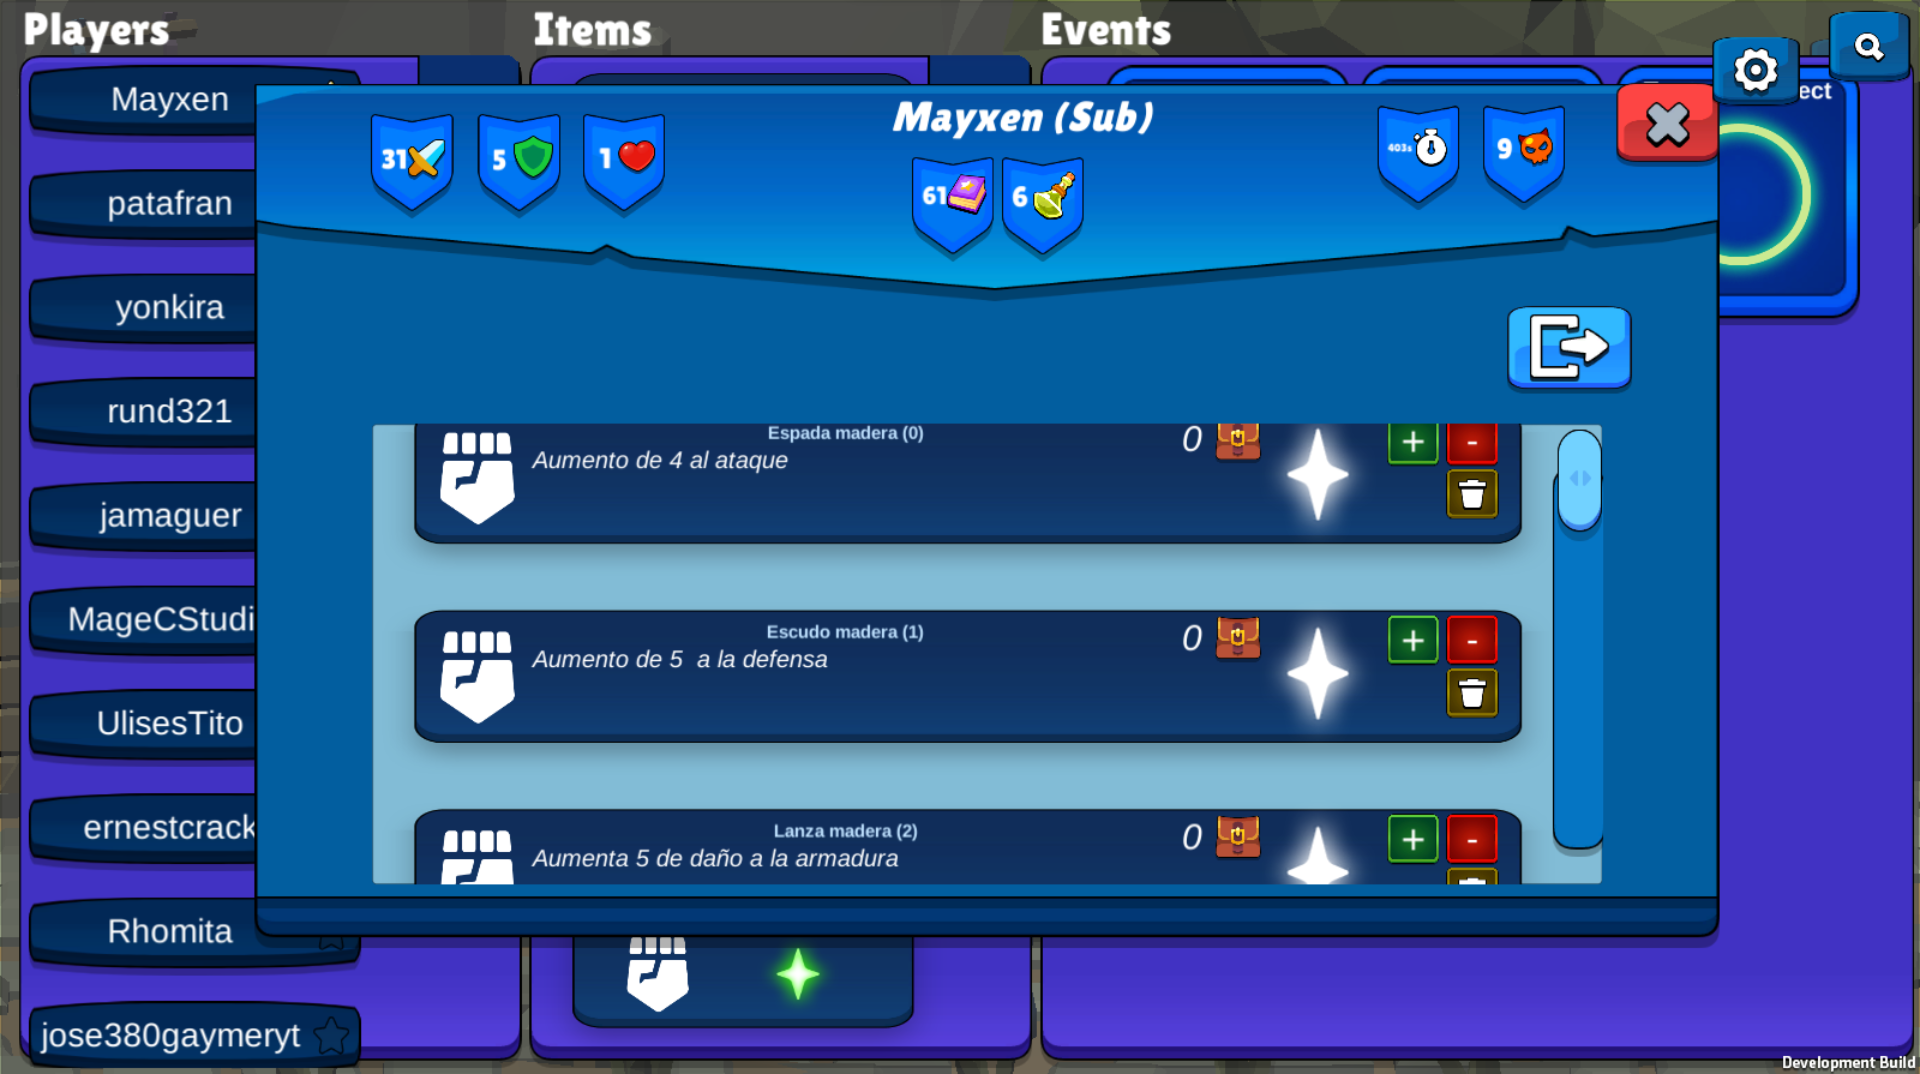 Players
Items
Events
Mayxen
patafran
yonkira
rund321
jamaguer
MageCStudi
UlisesTito
ernestcrack
Rhomita
jose380gaymeryt
ect
Mayxen (Sub)
31
5
1
61
6
403s
9
Espada madera (0)
Aumento de 4 al ataque
0
+
-
Escudo madera (1)
Aumento de 5  a la defensa
0
+
-
Lanza madera (2)
Aumenta 5 de daño a la armadura
0
+
-
Development Build